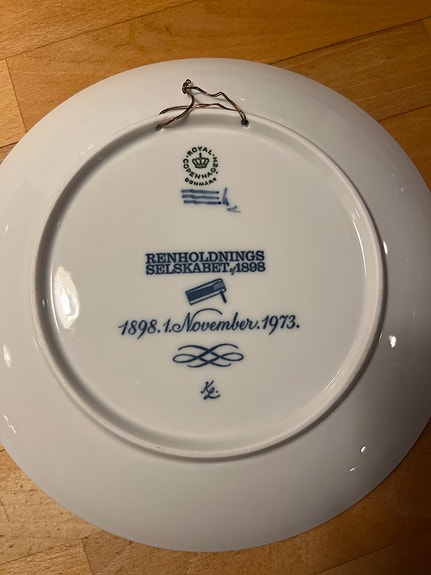 ROYAL
COPENHAGEN
DENMARK
RENHOLDNINGS
SELSKABET af 1898
1898.1.November.1973.